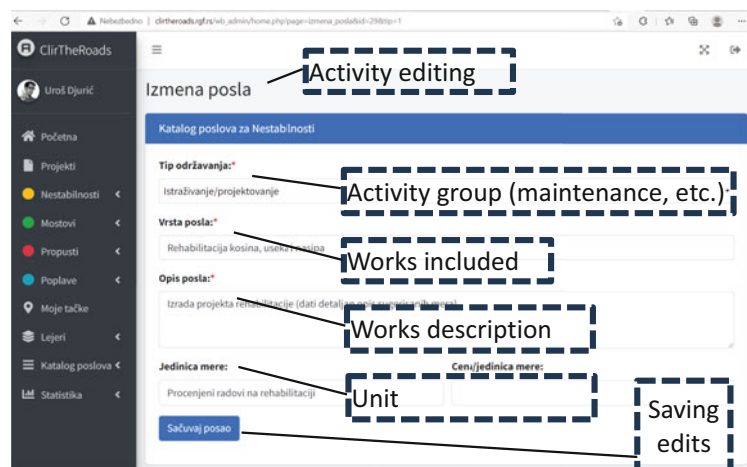 Nebezbedno | clirtheroads.rgf.rs/wb_admin/home.php?page=izmena_posla&id=29&tip=1
ClirTheRoads
Uroš Djurić
Izmena posla
Activity editing
Početna
Katalog poslova za Nestabilnosti
Projekti
Tip održavanja:*
Nestabilnosti
Istraživanje/projektovanje
Activity group (maintenance, etc.)
Mostovi
Vrsta posla:*
Propusti
Rehabilitacija kosina, useka i nasipa
Works included
Poplave
Opis posla:*
Moje tačke
Izrada projekta rehabilitacije (dati detaljan opis sugerisanih mera)
Works description
Lejeri
Katalog poslova
Jedinica mere:
Cenu/jedinica mere:
Statistika
Procenjeni radovi na rehabilitaciji
Unit
Sačuvaj posao
Saving
edits